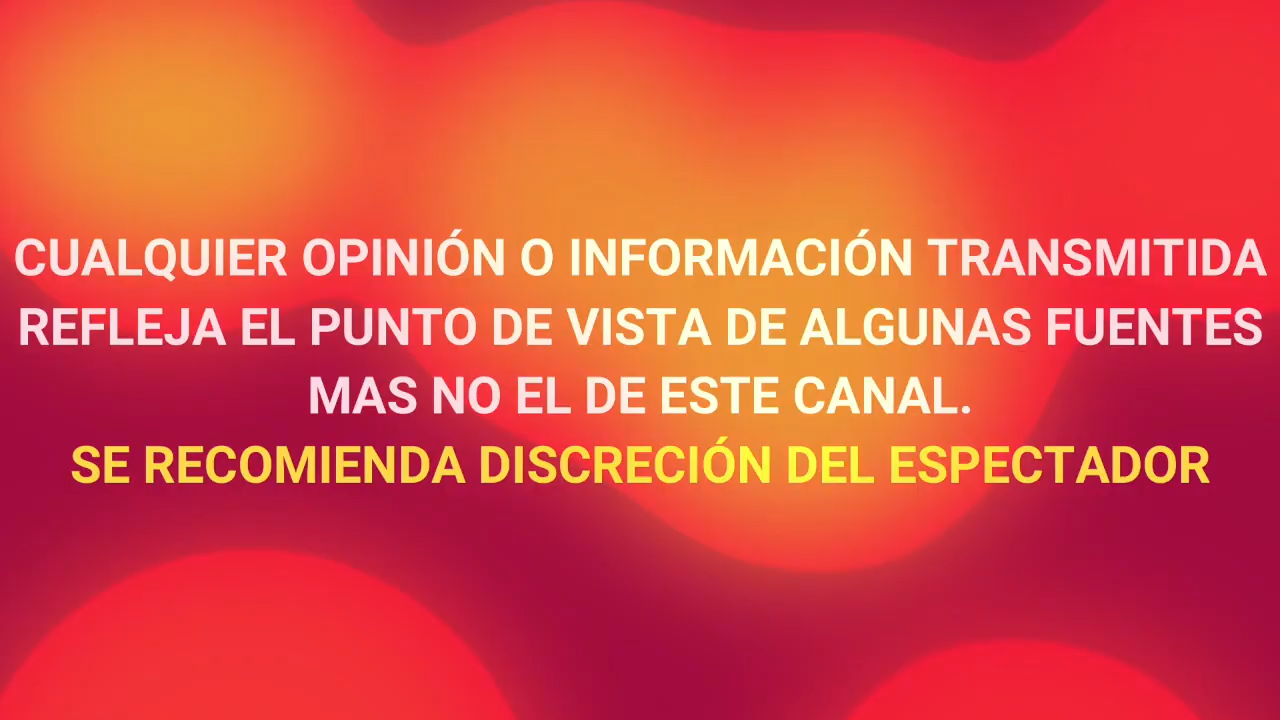 CUALQUIER OPINIÓN O INFORMACIÓN TRANSMITIDA
REFLEJA EL PUNTO DE VISTA DE ALGUNAS FUENTES
MAS NO EL DE ESTE CANAL.
SE RECOMIENDA DISCRECIÓN DEL ESPECTADOR